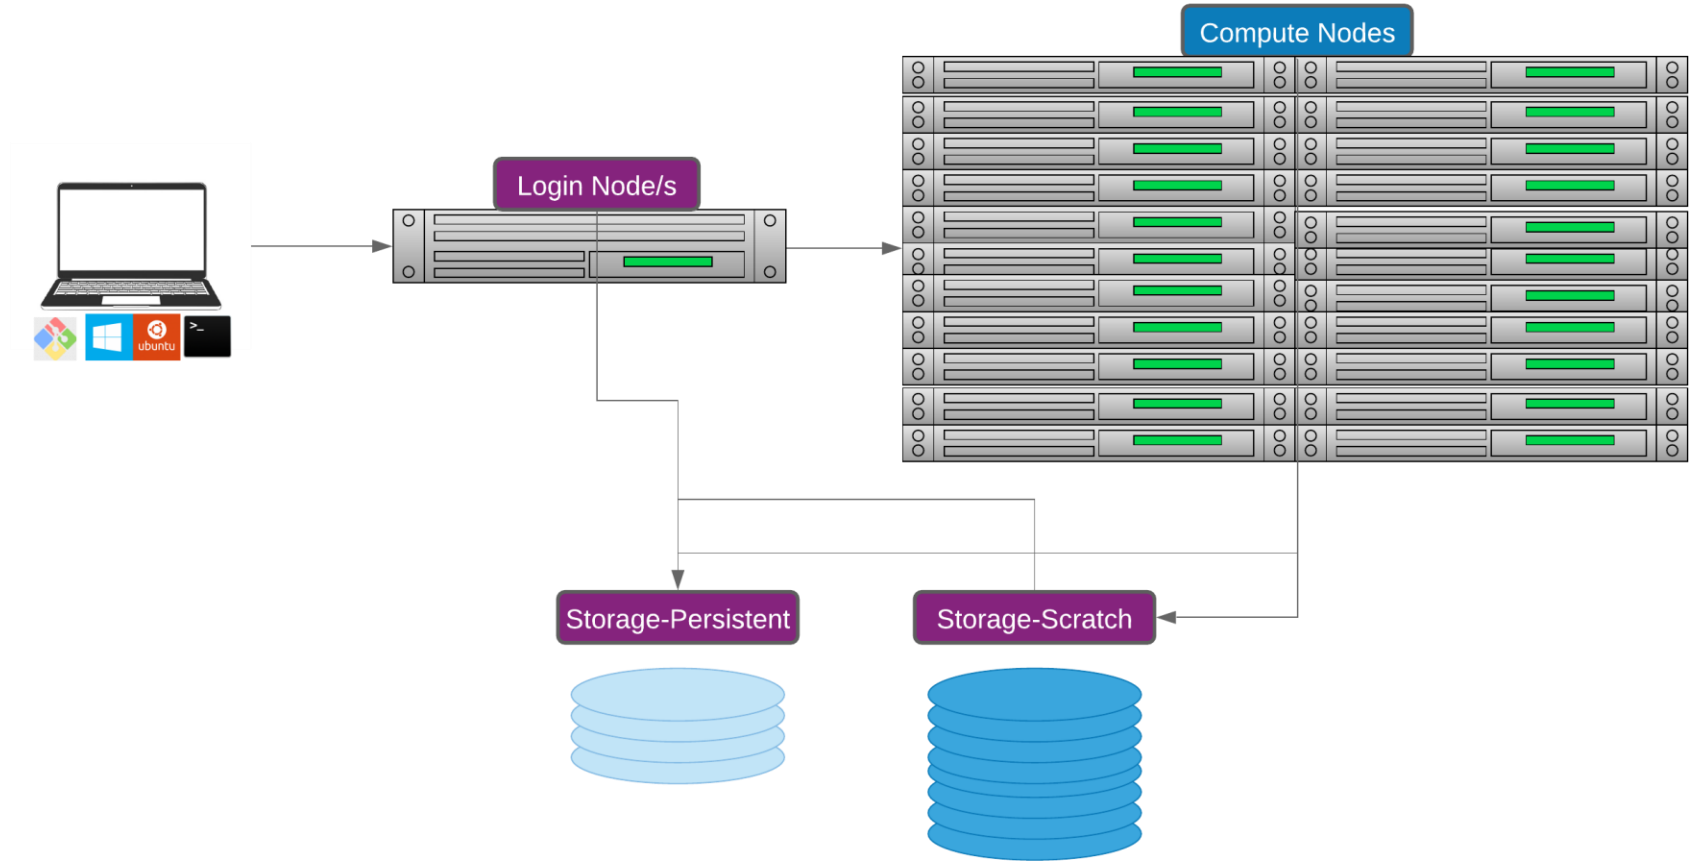 Compute Nodes
Login Node/s
>_
ubuntu
Storage-Persistent
Storage-Scratch